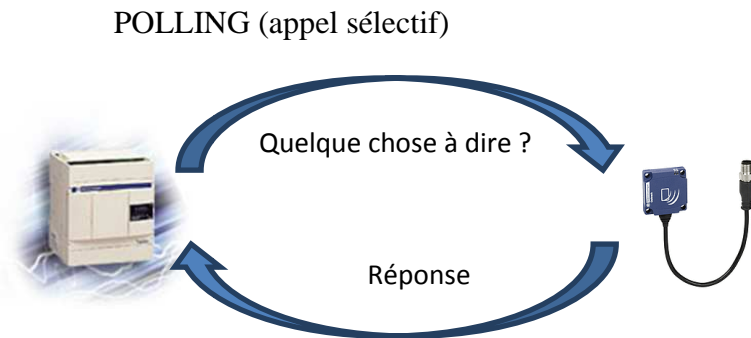 POLLING (appel sélectif)
Quelque chose à dire ?
Réponse